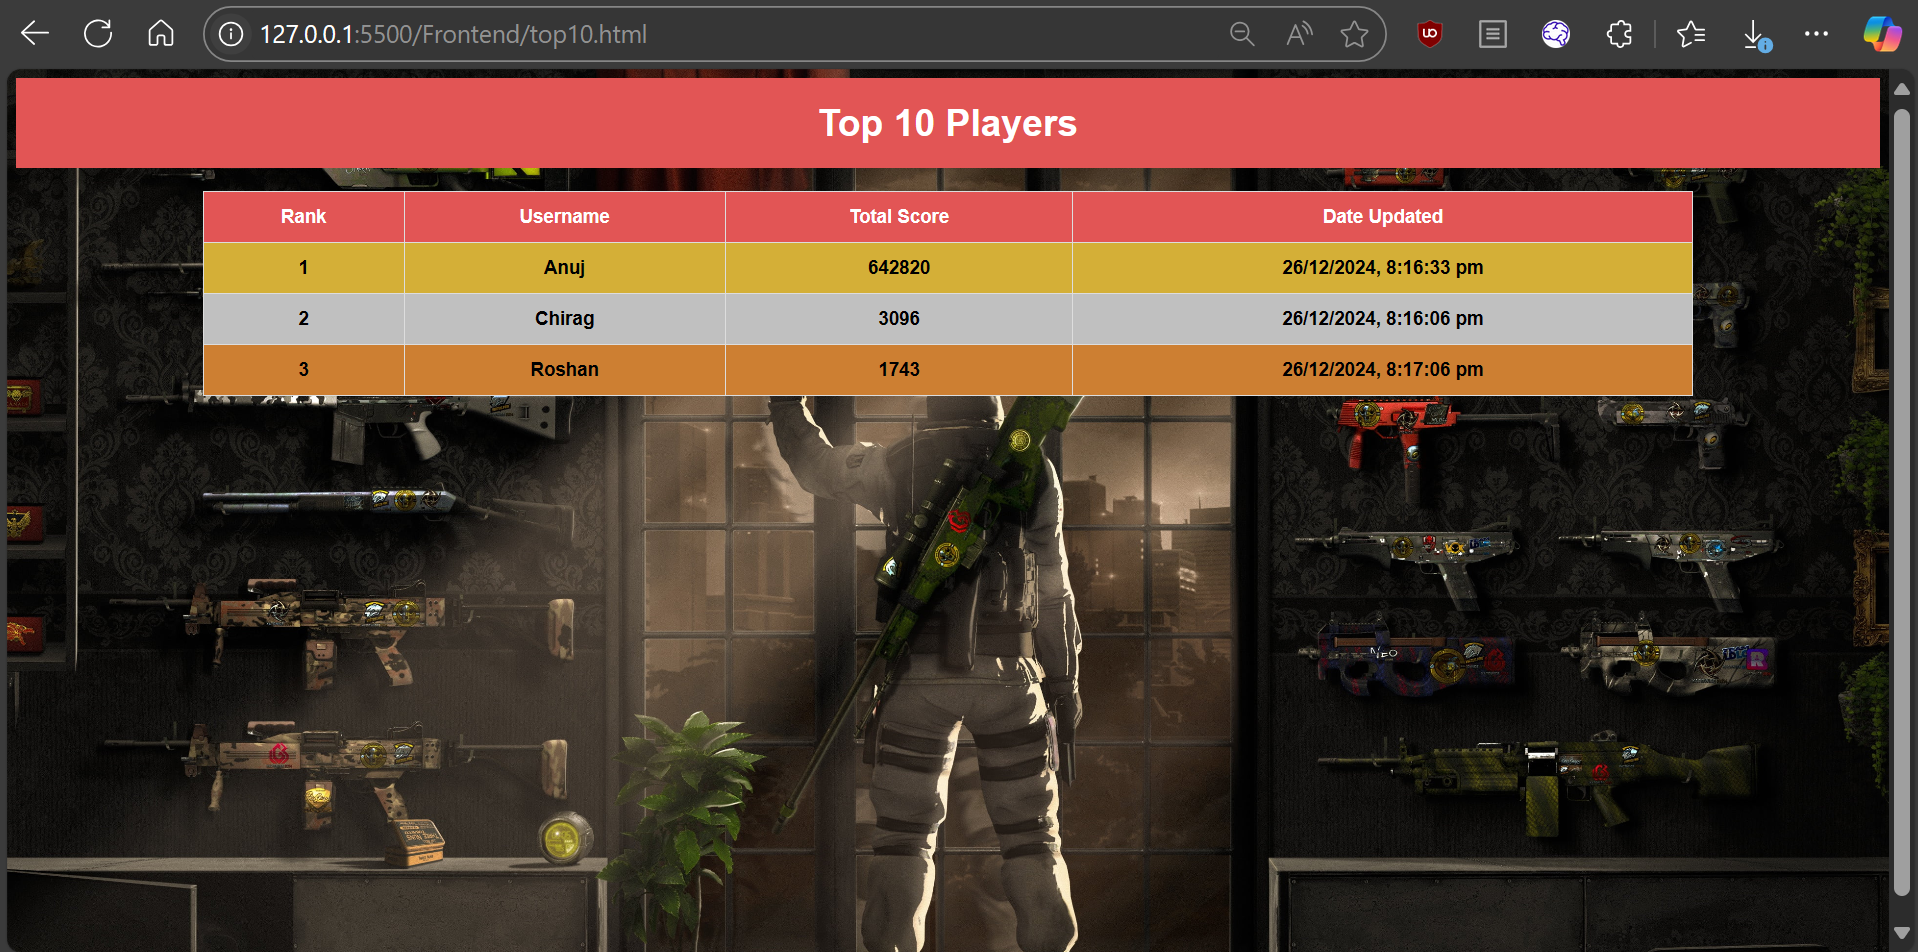 127.0.0.1:5500/Frontend/top10.html
Top 10 Players
Rank Username Total Score Date Updated
1 Anuj 642820 26/12/2024, 8:16:33 pm
2 Chirag 3096 26/12/2024, 8:16:06 pm
3 Roshan 1743 26/12/2024, 8:17:06 pm